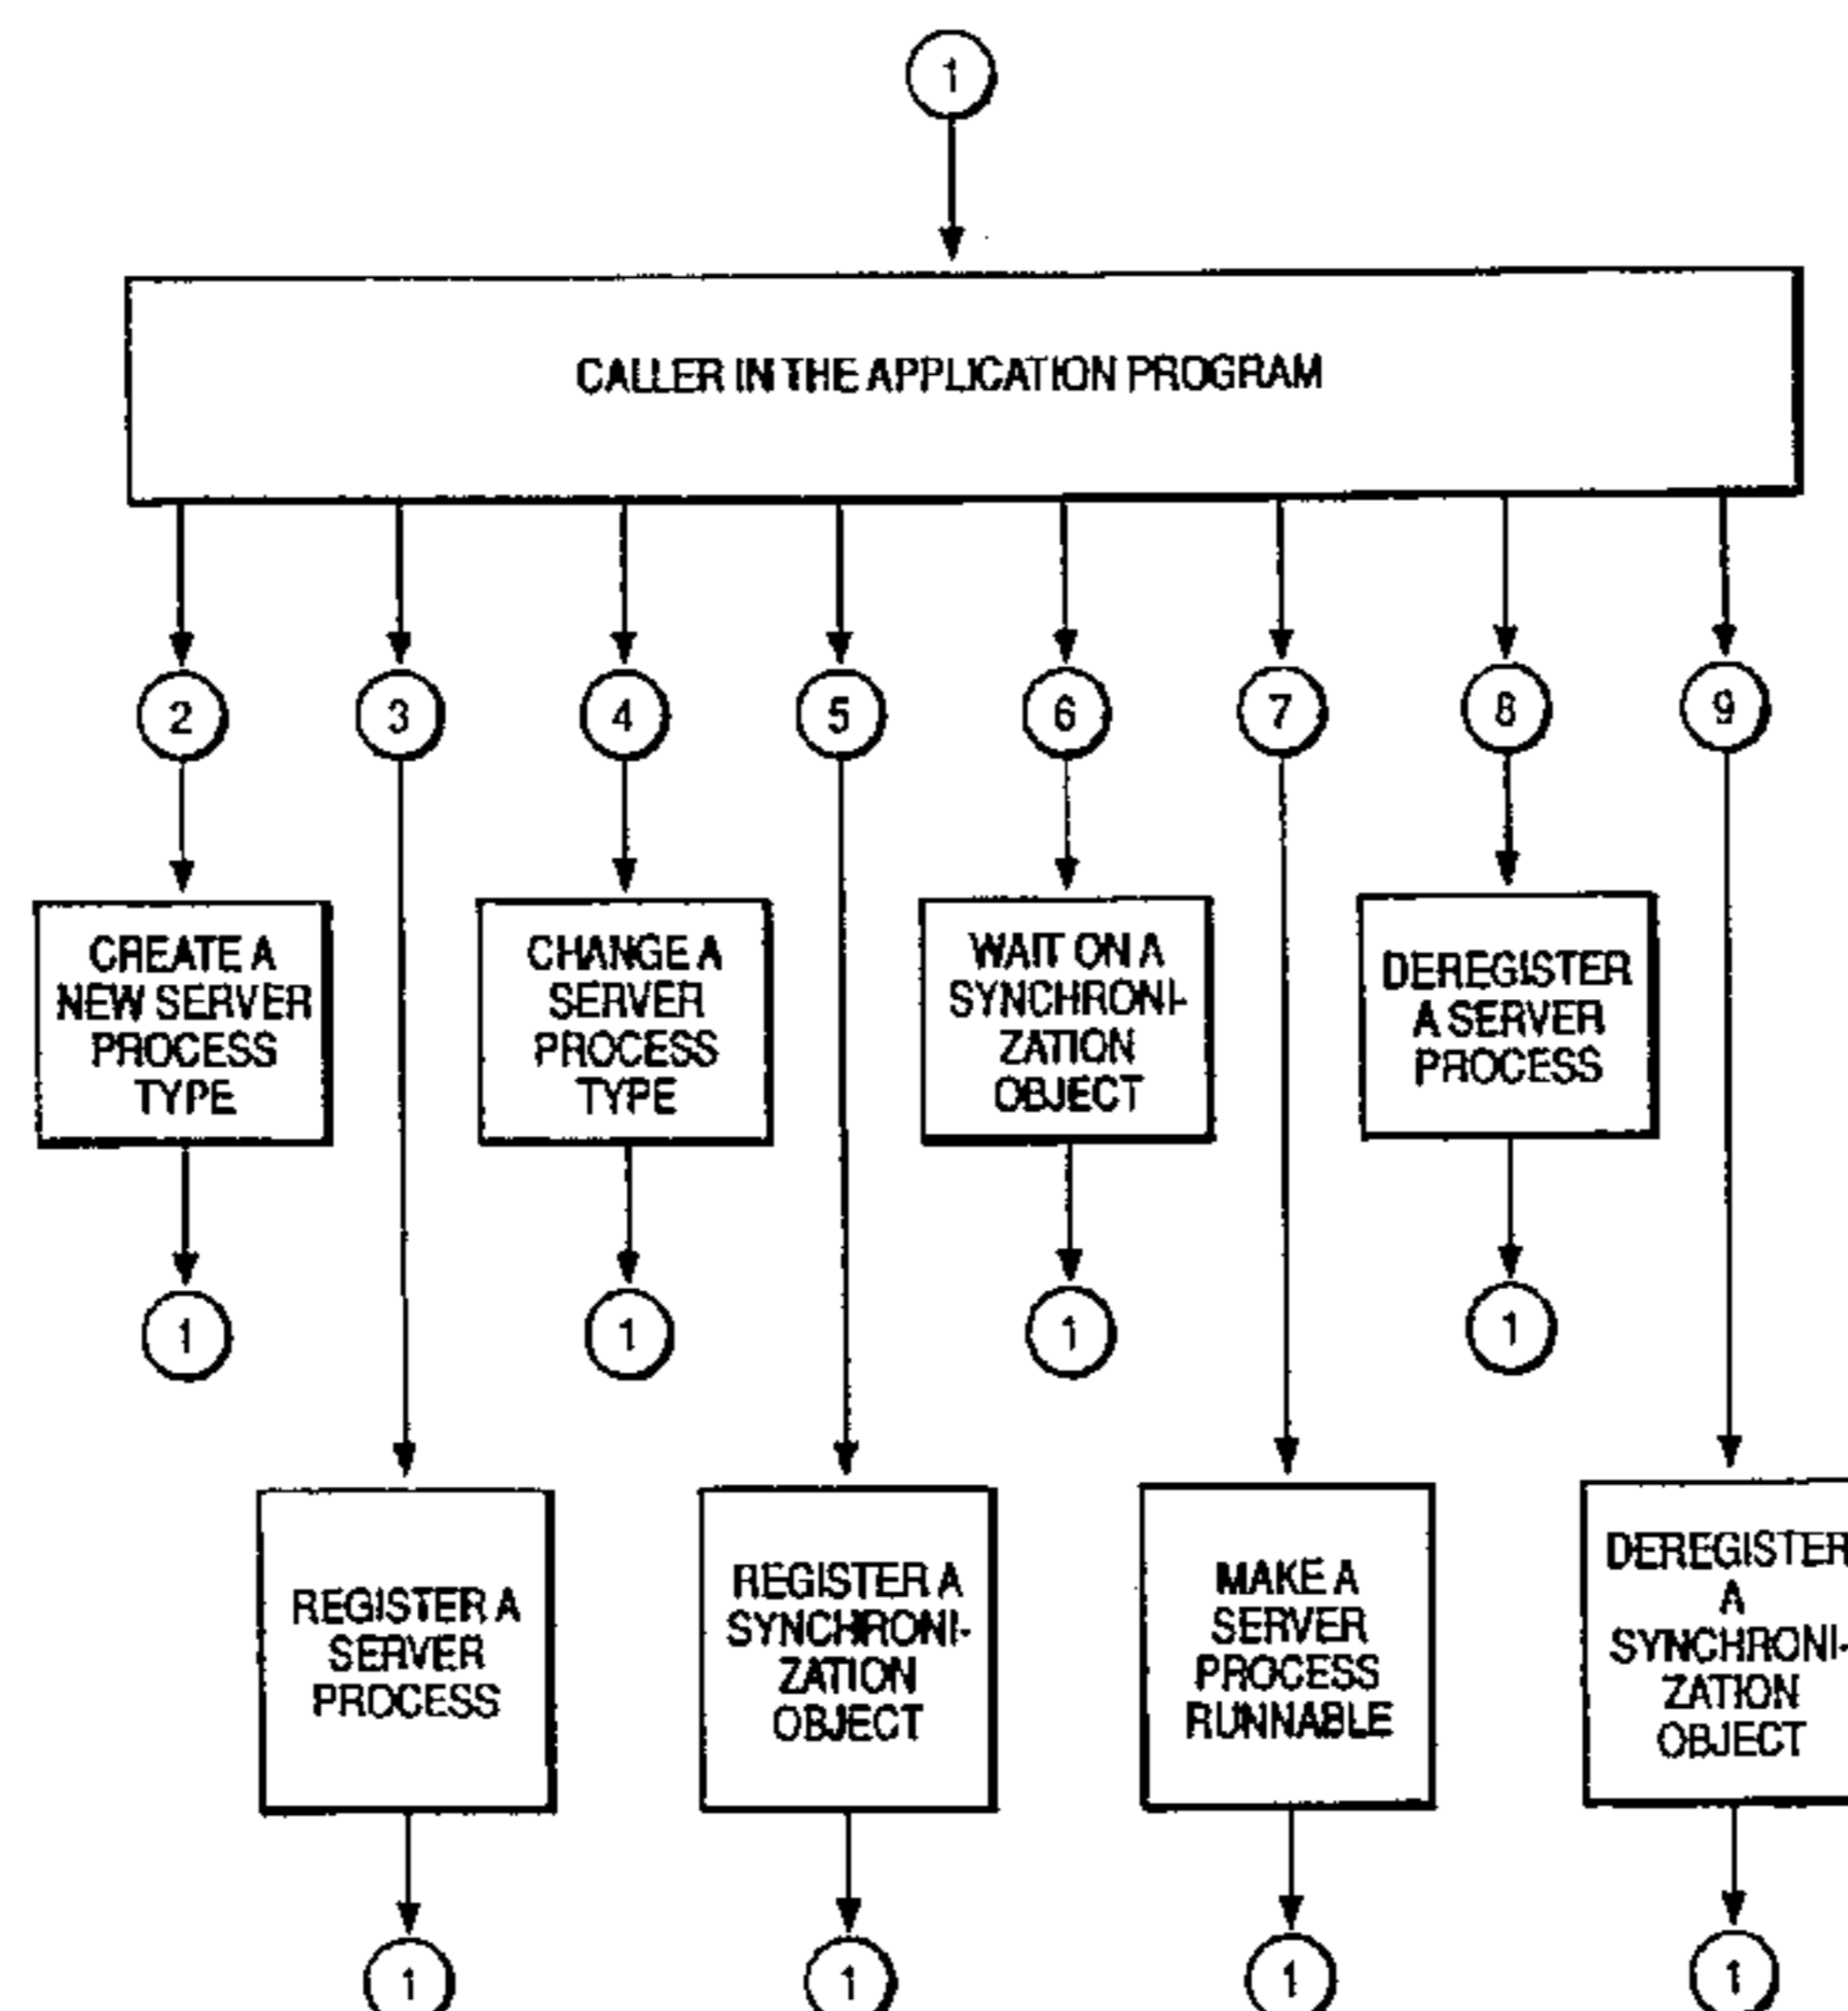 1
CALLER IN THE APPLICATION PROGRAM
2 3 4 5 6 7 8 9
CREATE A
NEW SERVER
PROCESS
TYPE
CHANGE A
SERVER
PROCESS
TYPE
WAIT ON A
SYNCHRONI-
ZATION
OBJECT
DEREGISTER
A SERVER
PROCESS
1 1 1 1
REGISTER A
SERVER
PROCESS
REGISTER A
SYNCHRONI-
ZATION
OBJECT
MAKE A
SERVER
PROCESS
RUNNABLE
DEREGISTER
A
SYNCHRONI-
ZATION
OBJECT
1 1 1 1